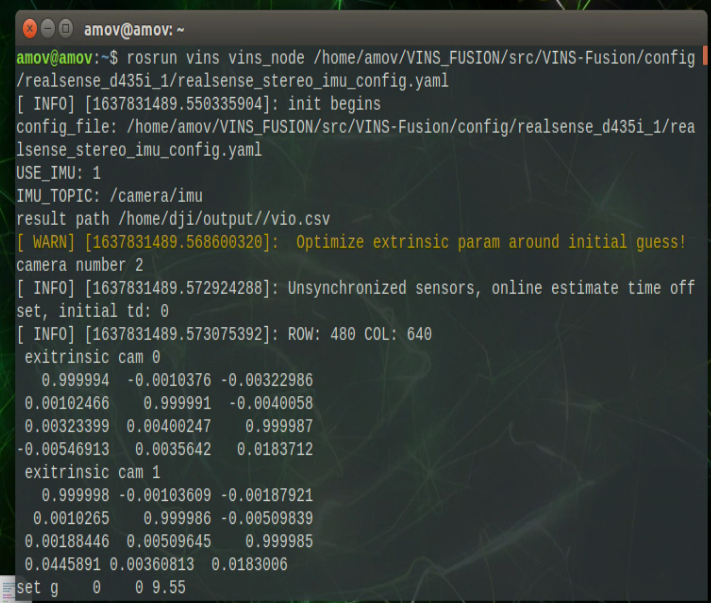 amov@amov: ~
amov@amov:~$ rosrun vins vins_node /home/amov/VINS_FUSION/src/VINS-Fusion/config
/realsense_d435i_1/realsense_stereo_imu_config.yaml
[ INFO] [1637831489.550335904]: init begins
config_file: /home/amov/VINS_FUSION/src/VINS-Fusion/config/realsense_d435i_1/rea
lsense_stereo_imu_config.yaml
USE_IMU: 1
IMU_TOPIC: /camera/imu
result path /home/dji/output//vio.csv
[ WARN] [1637831489.568600320]:  Optimize extrinsic param around initial guess!
camera number 2
[ INFO] [1637831489.572924288]: Unsynchronized sensors, online estimate time off
set, initial td: 0
[ INFO] [1637831489.573075392]: ROW: 480 COL: 640
 exitrinsic cam 0
   0.999994  -0.0010376 -0.00322986
 0.00102466    0.999991  -0.0040058
 0.00323399  0.00400247    0.999987
-0.00546913   0.0035642   0.0183712
 exitrinsic cam 1
   0.999998 -0.00103609 -0.00187921
  0.0010265    0.999986 -0.00509839
 0.00188446  0.00509645    0.999985
 0.0445891 0.00360813  0.0183006
set g    0    0 9.55